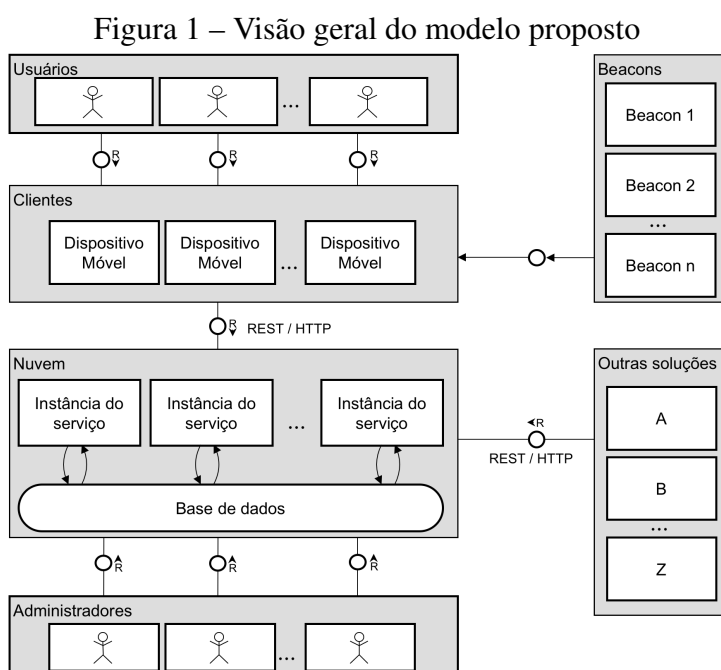 Figura 1 – Visão geral do modelo proposto
Usuários
...
R
R
R
Clientes
Dispositivo
Móvel
Dispositivo
Móvel
...
Dispositivo
Móvel
Beacons
Beacon 1
Beacon 2
...
Beacon n
R
REST / HTTP
Nuvem
Instância do
serviço
Instância do
serviço
...
Instância do
serviço
Base de dados
R
REST / HTTP
Outras soluções
A
B
...
Z
R
R
R
Administradores
...